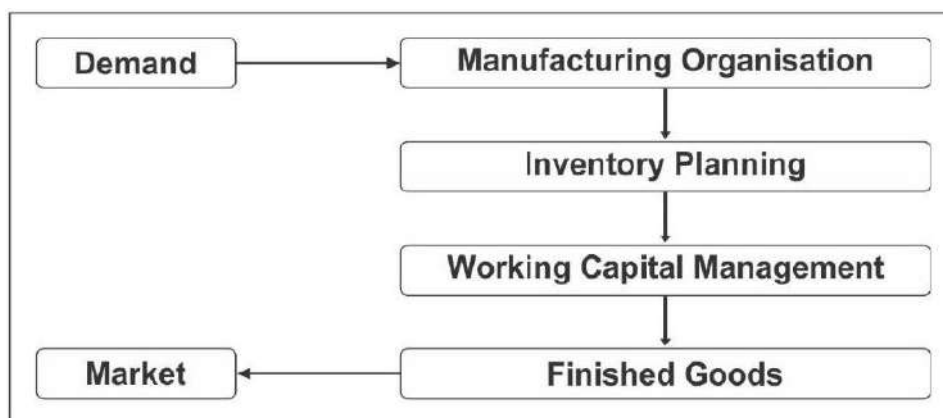 Demand
Manufacturing Organisation
Inventory Planning
Working Capital Management
Market
Finished Goods